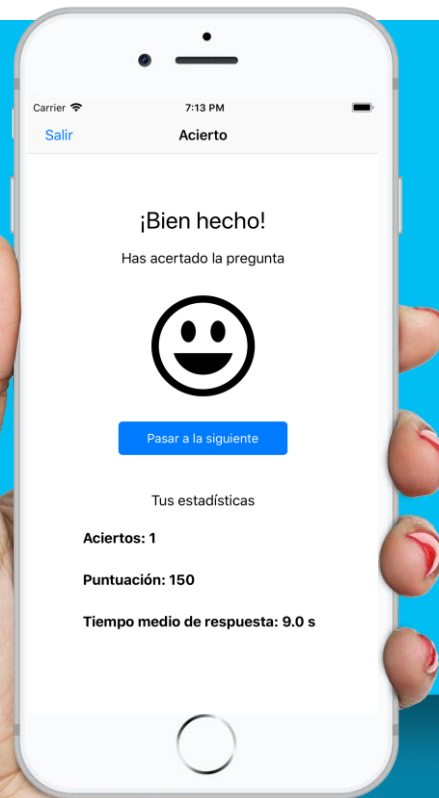 Carrier 7:13 PM
Salir Acierto
¡Bien hecho!
Has acertado la pregunta
Pasar a la siguiente
Tus estadísticas
Aciertos: 1
Puntuación: 150
Tiempo medio de respuesta: 9.0 s